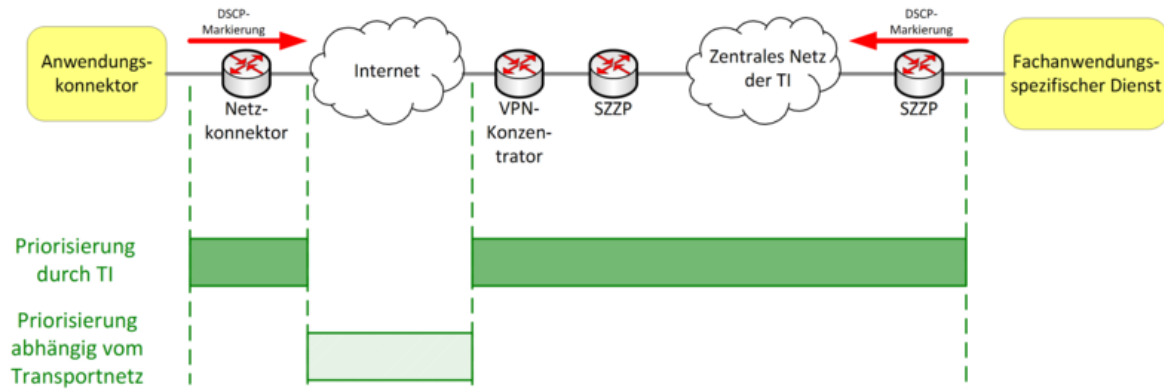 DSCP-
Markierung
Anwendungs-
konnektor
Netz-
konnektor
Internet
VPN-
Konzen-
trator
SZZP
Zentrales Netz
der TI
DSCP-
Markierung
SZZP
Fachanwendungs-
spezifischer Dienst
Priorisierung
durch TI
Priorisierung
abhängig vom
Transportnetz